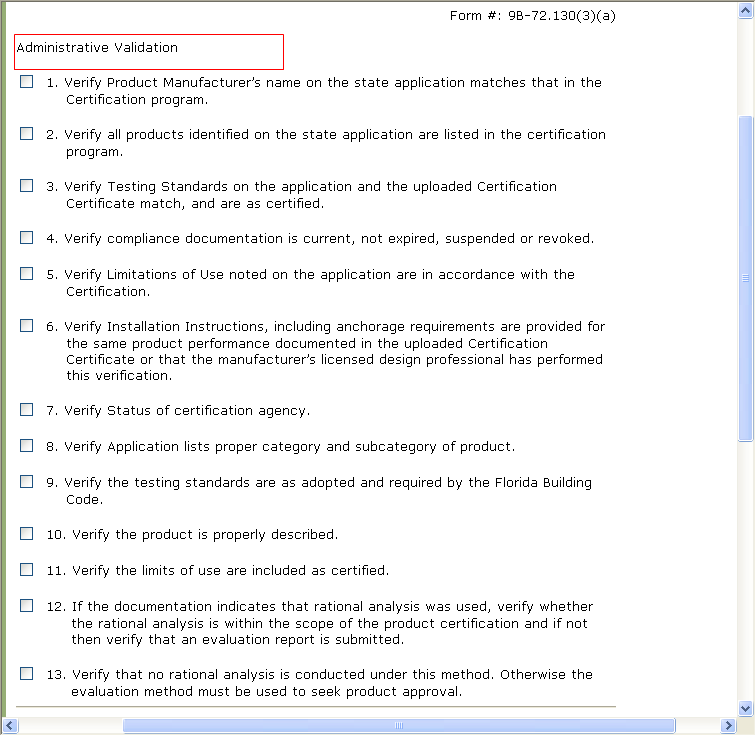 Form #: 9B-72.130(3)(a)
Administrative Validation
1. Verify Product Manufacturer's name on the state application matches that in the
Certification program.
2. Verify all products identified on the state application are listed in the certification
program.
3. Verify Testing Standards on the application and the uploaded Certification
Certificate match, and are as certified.
4. Verify compliance documentation is current, not expired, suspended or revoked.
5. Verify Limitations of Use noted on the application are in accordance with the
Certification.
6. Verify Installation Instructions, including anchorage requirements are provided for
the same product performance documented in the uploaded Certification
Certificate or that the manufacturer's licensed design professional has performed
this verification.
7. Verify Status of certification agency.
8. Verify Application lists proper category and subcategory of product.
9. Verify the testing standards are as adopted and required by the Florida Building
Code.
10. Verify the product is properly described.
11. Verify the limits of use are included as certified.
12. If the documentation indicates that rational analysis was used, verify whether
the rational analysis is within the scope of the product certification and if not
then verify that an evaluation report is submitted.
13. Verify that no rational analysis is conducted under this method. Otherwise the
evaluation method must be used to seek product approval.